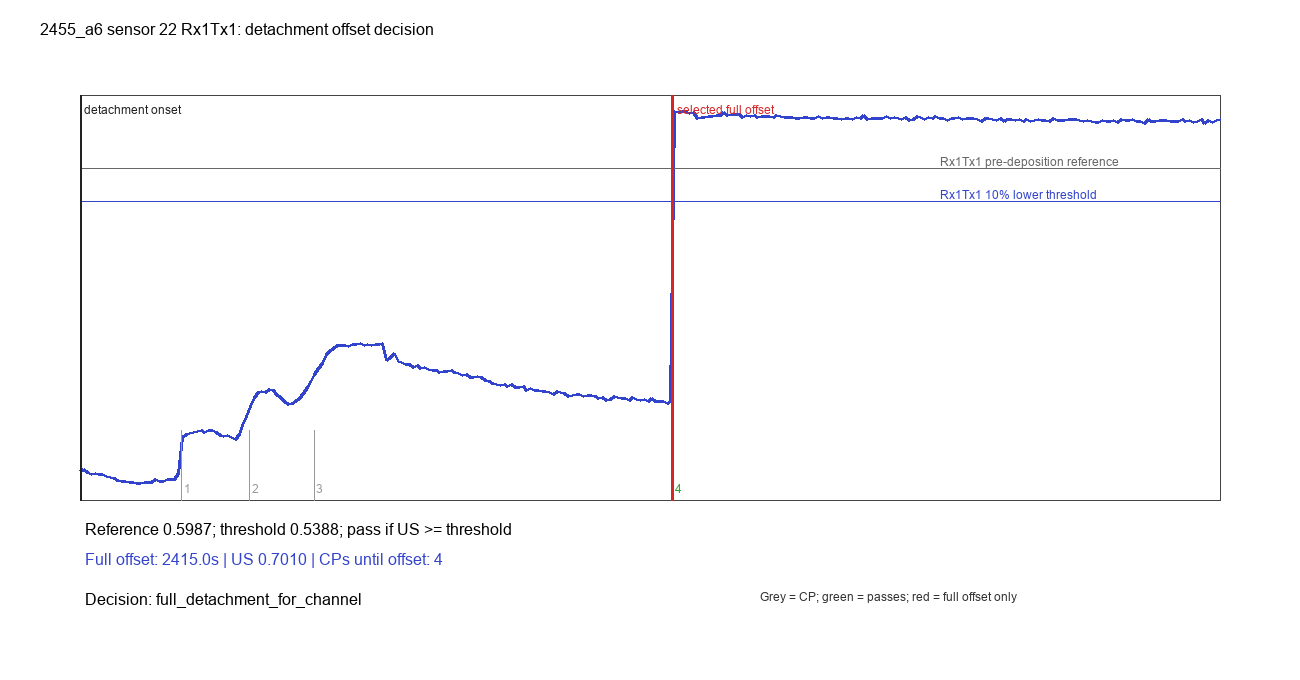 2455_a6 sensor 22 Rx1Tx1: detachment offset decision
detachment onset
selected full offset
Rx1Tx1 pre-deposition reference
Rx1Tx1 10% lower threshold
1
2
3
4
Reference 0.5987; threshold 0.5388; pass if US >= threshold
Full offset: 2415.0s | US 0.7010 | CPs until offset: 4
Decision: full_detachment_for_channel
Grey = CP; green = passes; red = full offset only